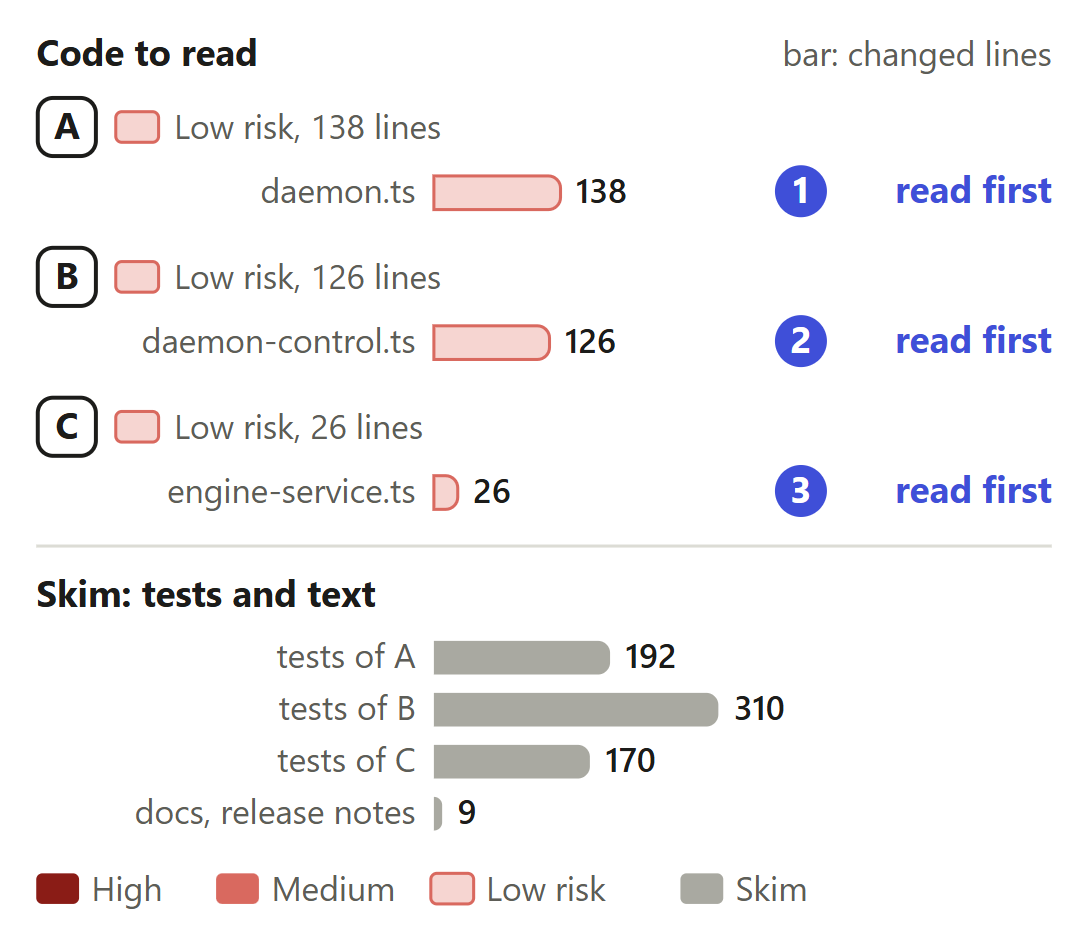 Code to read bar: changed lines
A Low risk, 138 lines
daemon.ts 138 1 read first
B Low risk, 126 lines
daemon-control.ts 126 2 read first
C Low risk, 26 lines
engine-service.ts 26 3 read first
Skim: tests and text
tests of A 192
tests of B 310
tests of C 170
docs, release notes 9
High Medium Low risk Skim